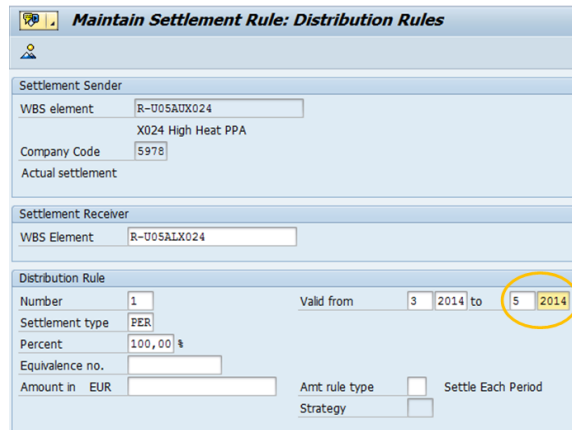 Maintain Settlement Rule: Distribution Rules
Settlement Sender
WBS element R-U05AUX024
X024 High Heat PPA
Company Code 5978
Actual settlement
Settlement Receiver
WBS Element R-U05ALX024
Distribution Rule
Number 1 Valid from 3 2014 to 5 2014
Settlement type PER
Percent 100,00 %
Equivalence no.
Amount in EUR Amt rule type Settle Each Period
Strategy